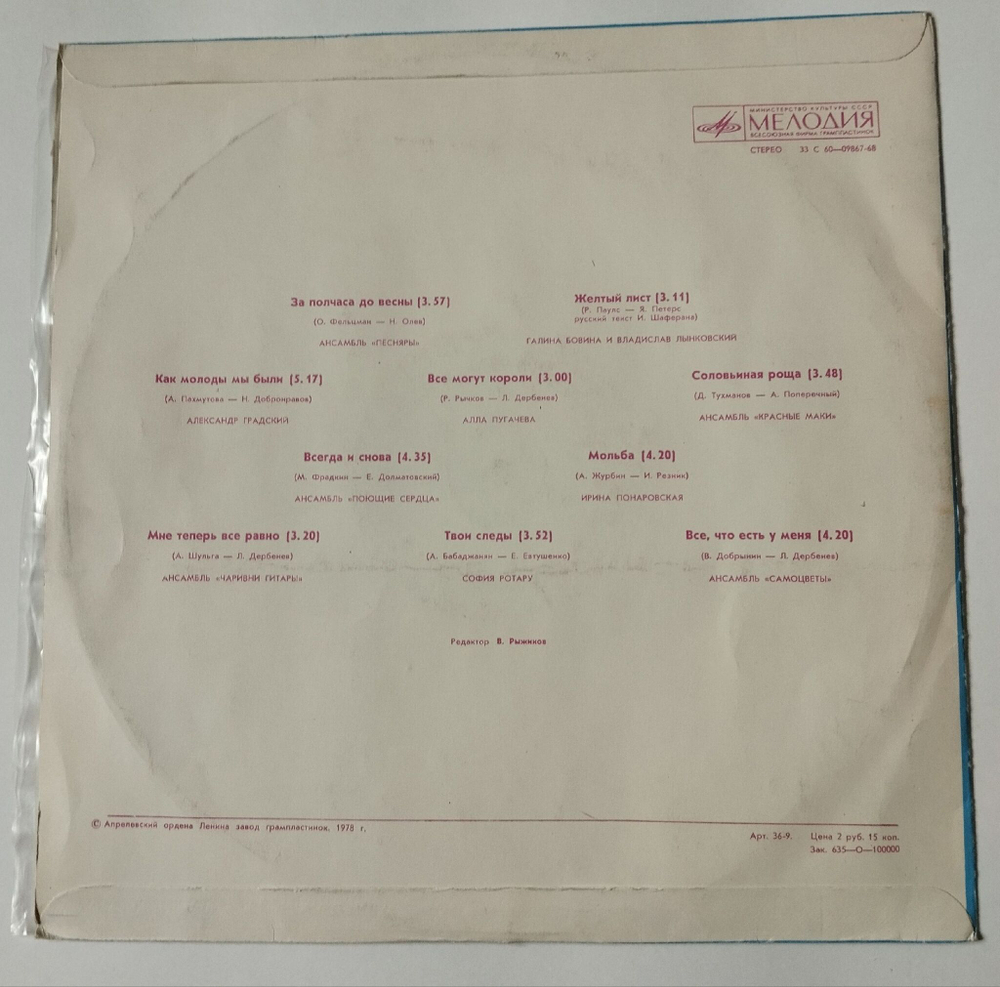 МИНИСТЕРСТВО КУЛЬТУРЫ СССР
МЕЛОДИЯ
ВСЕСОЮЗНАЯ ФИРМА ГРАМПЛАСТИНОК
СТЕРЕО 33 С 60—09867-68
За полчаса до весны [3.57]
(О. Фельцман — Н. Олев)
АНСАМБЛЬ «ПЕСНЯРЫ»
Желтый лист [3.11]
(Р. Паулс — Я. Петерс
русский текст И. Шаферана)
ГАЛИНА БОВИНА И ВЛАДИСЛАВ ЛЫНКОВСКИЙ
Как молоды мы были [5.17]
(А. Пахмутова — Н. Добронравов)
АЛЕКСАНДР ГРАДСКИЙ
Все могут короли [3.00]
(Р. Рычков — Л. Дербенев)
АЛЛА ПУГАЧЕВА
Соловьиная роща [3.48]
(Д. Тухманов — А. Поперечный)
АНСАМБЛЬ «КРАСНЫЕ МАКИ»
Всегда и снова [4.35]
(М. Фрадкин — Е. Долматовский)
АНСАМБЛЬ «ПОЮЩИЕ СЕРДЦА»
Мольба [4.20]
(А. Журбин — И. Резник)
ИРИНА ПОНАРОВСКАЯ
Мне теперь все равно [3.20]
(А. Шульга — Л. Дербенев)
АНСАМБЛЬ «ЧАРИВНИ ГИТАРЫ»
Твои следы [3.52]
(А. Бабаджанян — Е. Евтушенко)
СОФИЯ РОТАРУ
Все, что есть у меня [4.20]
(В. Добрынин — Л. Дербенев)
АНСАМБЛЬ «САМОЦВЕТЫ»
Редактор В. Рыжиков
© Апрелевский ордена Ленина завод грампластинок. 1978 г.
Арт. 36-9. Цена 2 руб. 15 коп.
Зак. 635—О—100000